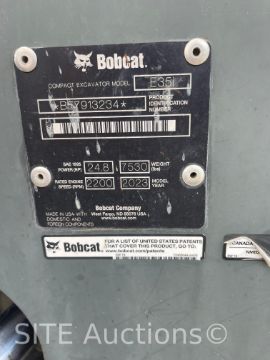 Bobcat
COMPACT EXCAVATOR MODEL E35I
*B57913234* PRODUCT IDENTIFICATION NUMBER
SAE 1995 POWER (HP) 24.8 7530 WEIGHT (LBS)
RATED ENGINE SPEED (RPM) 2200 2023 MODEL YEAR
Bobcat Company
MADE IN USA WITH DOMESTIC AND FOREIGN COMPONENTS
West Fargo, ND 58078 USA
Bobcat
FOR A LIST OF UNITED STATES PATENTS
THAT COVER THIS PRODUCT, GO TO:
www.bobcat.com/patents
CANADA
SITE Auctions